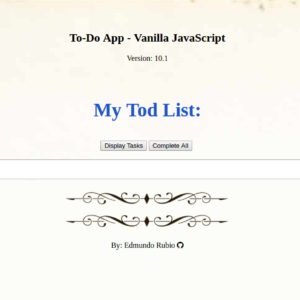 To-Do App - Vanilla JavaScript
Version: 10.1
My Tod List:
Display Tasks Complete All
By: Edmundo Rubio